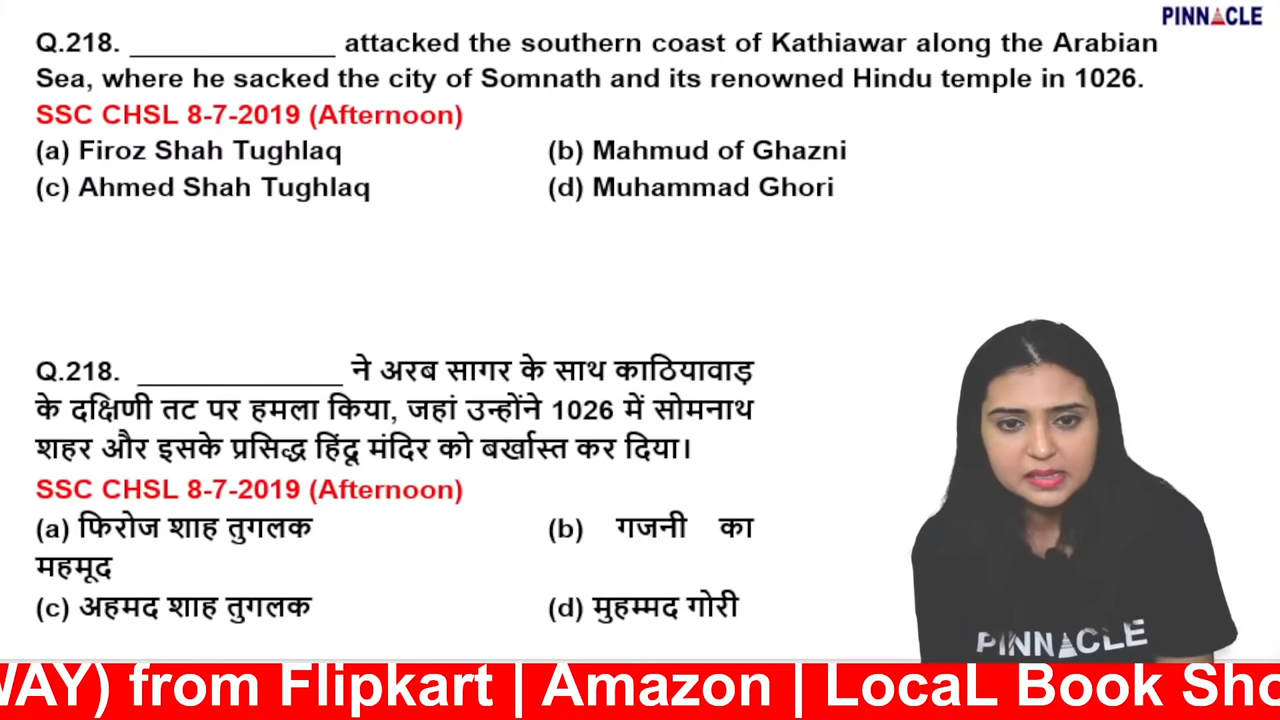 PINNACLE
Q.218. ______________ attacked the southern coast of Kathiawar along the Arabian
Sea, where he sacked the city of Somnath and its renowned Hindu temple in 1026.
SSC CHSL 8-7-2019 (Afternoon)
(a) Firoz Shah Tughlaq (b) Mahmud of Ghazni
(c) Ahmed Shah Tughlaq (d) Muhammad Ghori
Q.218. ______________ ने अरब सागर के साथ काठियावाड़
के दक्षिणी तट पर हमला किया, जहां उन्होंने 1026 में सोमनाथ
शहर और इसके प्रसिद्ध हिंदू मंदिर को बर्खास्त कर दिया।
SSC CHSL 8-7-2019 (Afternoon)
(a) फिरोज शाह तुगलक (b) गजनी का
महमूद
(c) अहमद शाह तुगलक (d) मुहम्मद गोरी
PINNACLE
WAY) from Flipkart | Amazon | LocaL Book Sho